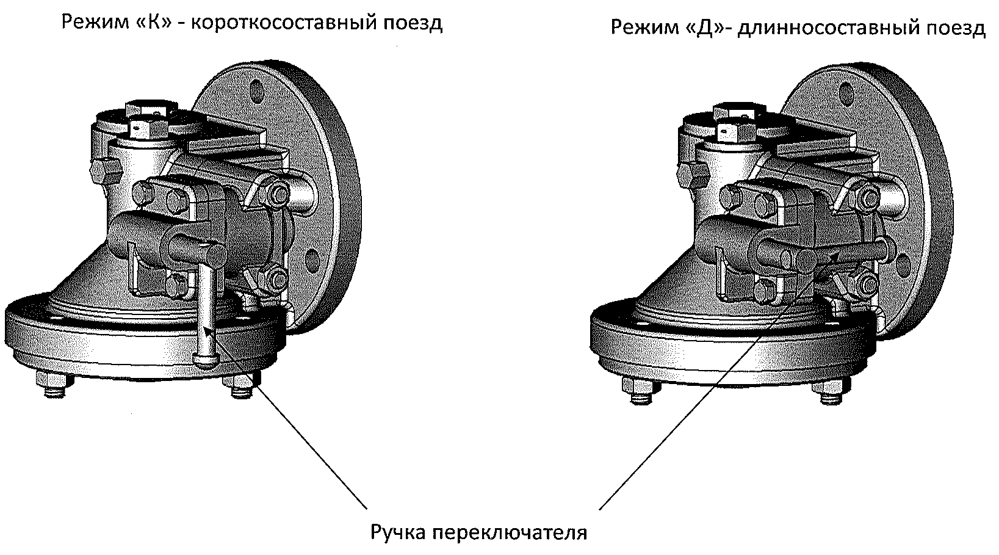 Режим «К» - короткосоставный поезд
Режим «Д»- длинносоставный поезд
Ручка переключателя